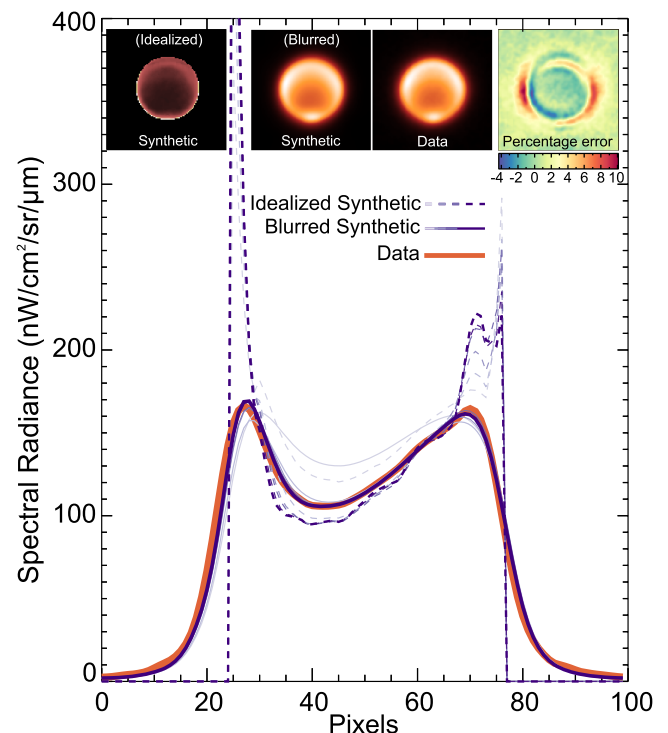 400
300
200
100
0
Spectral Radiance (nW/cm²/sr/μm)
(Idealized)
Synthetic
(Blurred)
Synthetic
Data
Percentage error
-4 -2 0 2 4 6 8 10
Idealized Synthetic
Blurred Synthetic
Data
0 20 40 60 80 100
Pixels